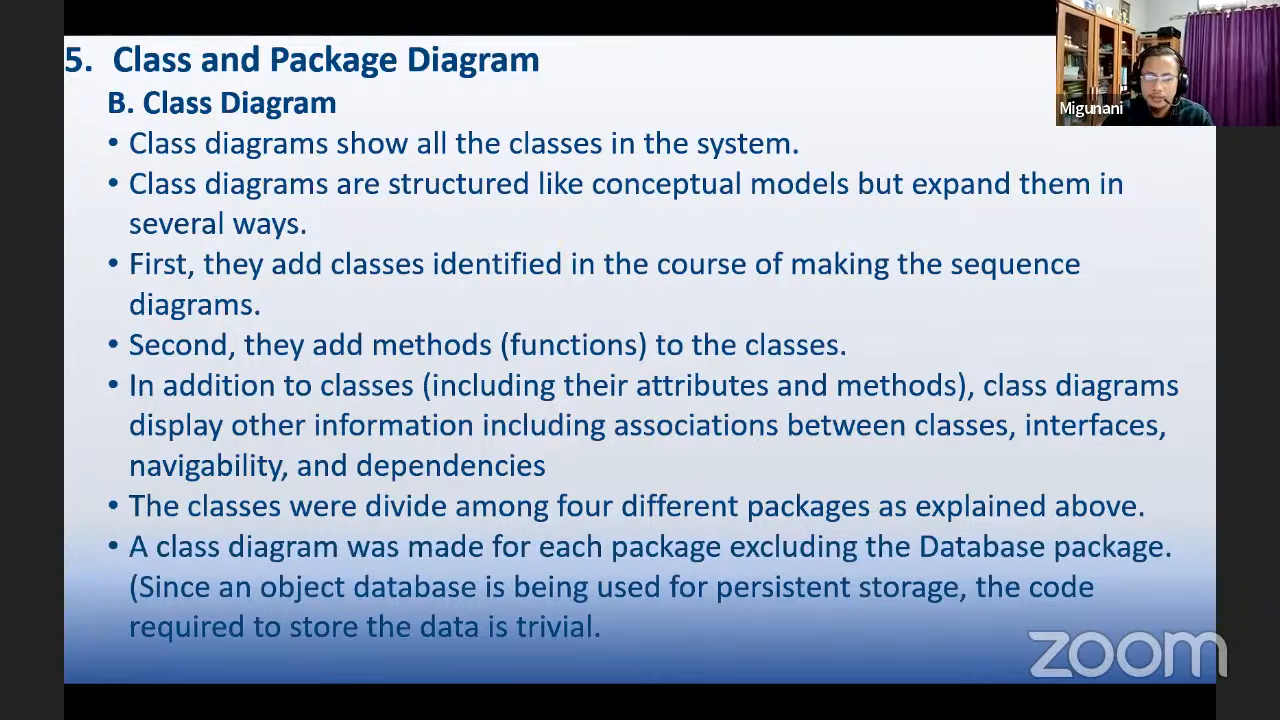 5. Class and Package Diagram
B. Class Diagram
• Class diagrams show all the classes in the system.
• Class diagrams are structured like conceptual models but expand them in
several ways.
• First, they add classes identified in the course of making the sequence
diagrams.
• Second, they add methods (functions) to the classes.
• In addition to classes (including their attributes and methods), class diagrams
display other information including associations between classes, interfaces,
navigability, and dependencies
• The classes were divide among four different packages as explained above.
• A class diagram was made for each package excluding the Database package.
(Since an object database is being used for persistent storage, the code
required to store the data is trivial.
Migunani
zoom